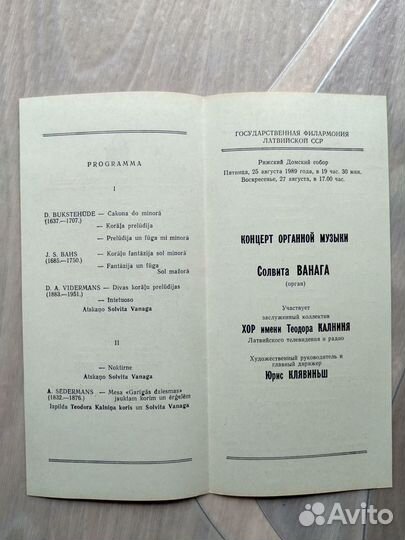 PROGRAMMA
I
D. BUKSTEHŪDE — Čakona do minorā
(1637.—1707.) — Korāļa prelūdija
— Prelūdija un fūga mi minorā
J. S. BAHS — Korāļu fantāzija sol minorā
(1685.—1750.) — Fantāzija un fūga
Sol mažorā
D. A. VIDERMANS — Divas korāļu prelūdijas
(1883.—1951.) — Intetuoso
Atskaņo Solvita Vanaga
II
— Noktirne
Atskaņo Solvita Vanaga
A. SEDERMANS — Mesa «Garīgās dziesmas»
(1832.—1876.) jauktam korim un ērģelēm
Izpilda Teodora Kalniņa koris un Solvita Vanaga
ГОСУДАРСТВЕННАЯ ФИЛАРМОНИЯ
ЛАТВИЙСКОЙ ССР
Рижский Домский собор
Пятница, 25 августа 1989 года, в 19 час. 30 мин.
Воскресенье, 27 августа, в 17.00 час.
КОНЦЕРТ ОРГАННОЙ МУЗЫКИ
Солвита ВАНАГА
(орган)
Участвует
заслуженный коллектив
ХОР имени Теодора КАЛНИНЯ
Латвийского телевидения и радио
Художественный руководитель и
главный дирижер
Юрис КЛЯВИНЬШ
Avito